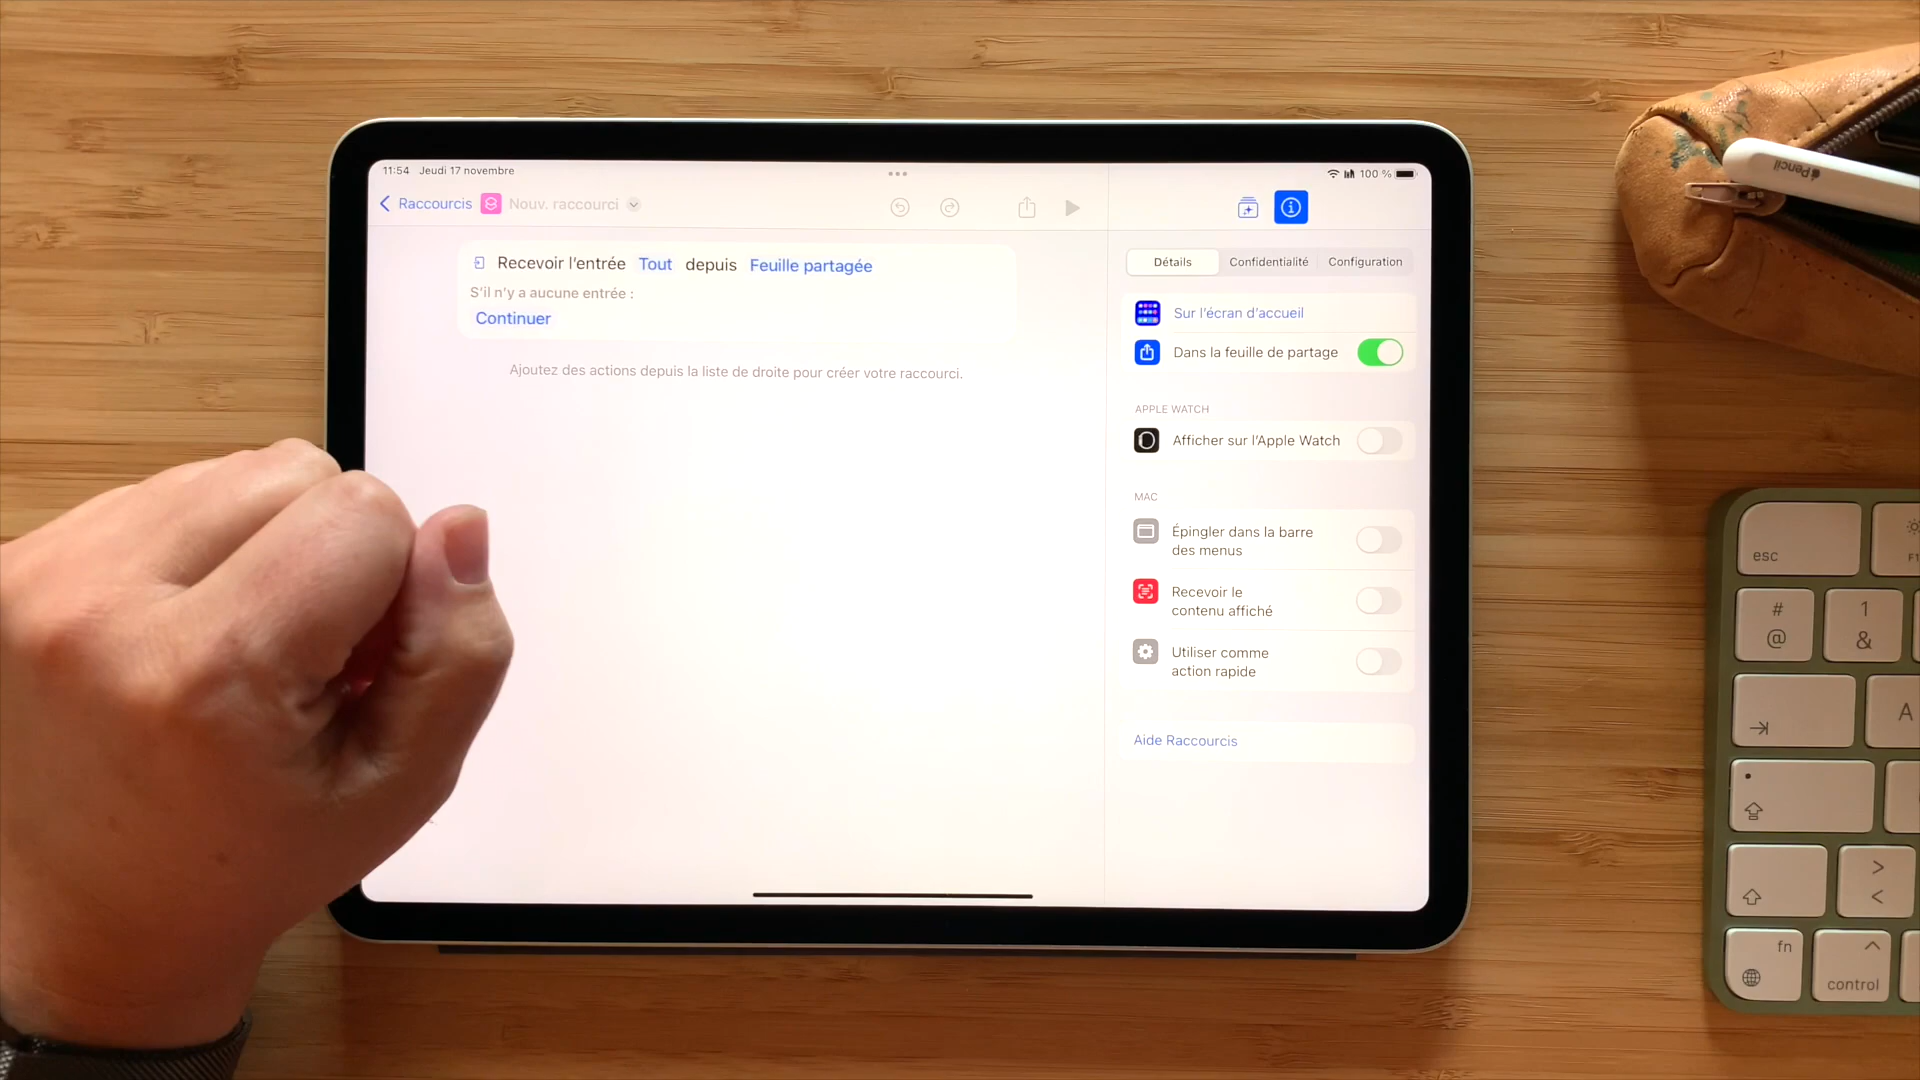 11:54 Jeudi 17 novembre
100 %
Raccourcis
Nouv. raccourci
Recevoir l'entrée Tout depuis Feuille partagée
S'il n'y a aucune entrée :
Continuer
Ajoutez des actions depuis la liste de droite pour créer votre raccourci.
Détails
Confidentialité
Configuration
Sur l'écran d'accueil
Dans la feuille de partage
APPLE WATCH
Afficher sur l'Apple Watch
MAC
Épingler dans la barre
des menus
Recevoir le
contenu affiché
Utiliser comme
action rapide
Aide Raccourcis
Pencil
esc
F1
#
@
1
&
A
>
<
fn
control